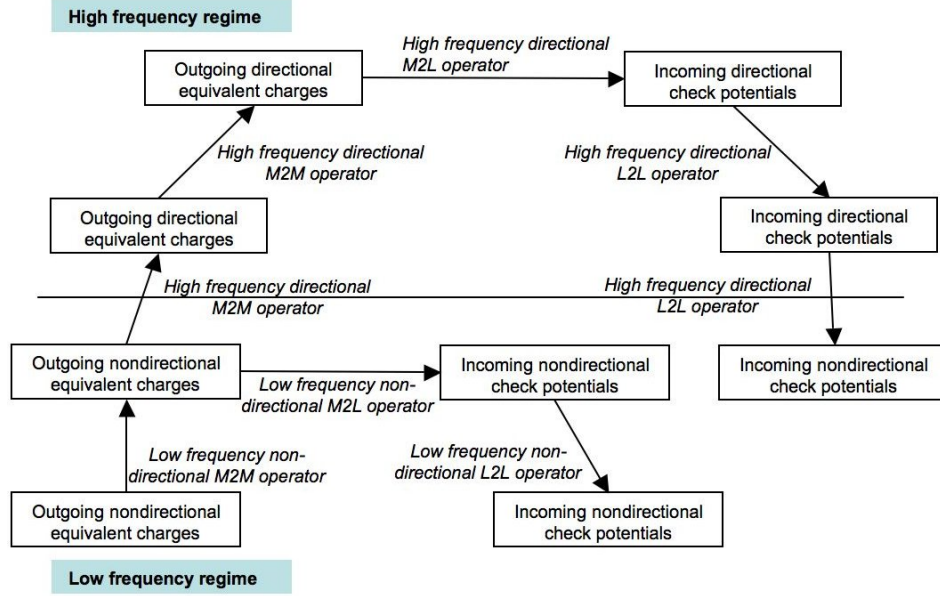 High frequency regime
High frequency directional
M2L operator
Outgoing directional
equivalent charges
Incoming directional
check potentials
High frequency directional
M2M operator
High frequency directional
L2L operator
Outgoing directional
equivalent charges
Incoming directional
check potentials
High frequency directional
M2M operator
High frequency directional
L2L operator
Outgoing nondirectional
equivalent charges
Low frequency non-
directional M2L operator
Incoming nondirectional
check potentials
Incoming nondirectional
check potentials
Low frequency non-
directional M2M operator
Low frequency non-
directional L2L operator
Outgoing nondirectional
equivalent charges
Incoming nondirectional
check potentials
Low frequency regime